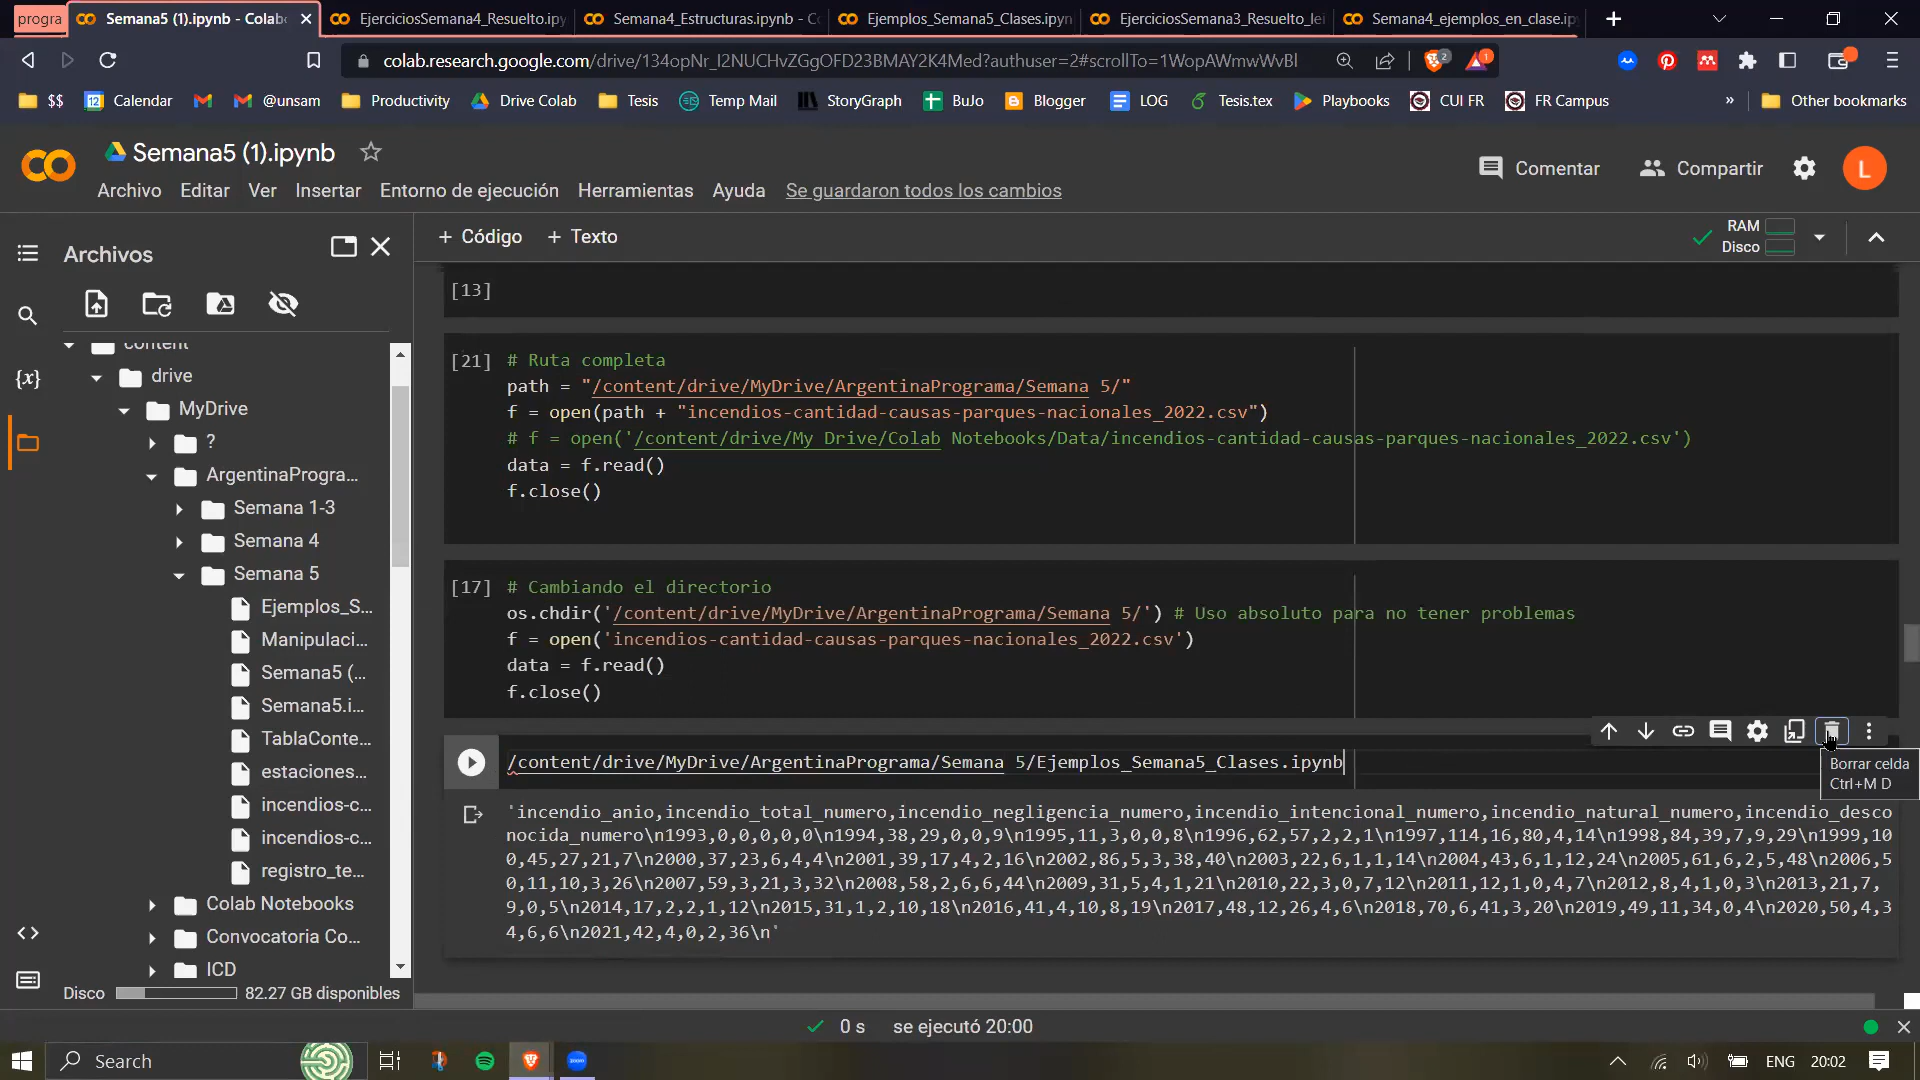 progra
Semana5 (1).ipynb - Colab
EjerciciosSemana4_Resuelto.ipy
Semana4_Estructuras.ipynb - C
Ejemplos_Semana5_Clases.ipyn
EjerciciosSemana3_Resuelto_le
Semana4_ejemplos_en_clase.ip
colab.research.google.com/drive/134opNr_I2NUCHvZGgOFD23BMAY2K4Med?authuser=2#scrollTo=1WopAWmwWvBl
2
1
$$
Calendar
@unsam
Productivity
Drive Colab
Tesis
Temp Mail
StoryGraph
BuJo
Blogger
LOG
Tesis.tex
Playbooks
CUI FR
FR Campus
»
Other bookmarks
Semana5 (1).ipynb
Comentar
Compartir
L
Archivo Editar Ver Insertar Entorno de ejecución Herramientas Ayuda Se guardaron todos los cambios
+ Código + Texto
RAM
Disco
Archivos
{x}
content
drive
MyDrive
?
ArgentinaProgra...
Semana 1-3
Semana 4
Semana 5
Ejemplos_S...
Manipulaci...
Semana5 (...
Semana5.i...
TablaConte...
estaciones...
incendios-c...
incendios-c...
registro_te...
Colab Notebooks
Convocatoria Co...
ICD
Disco 82.27 GB disponibles
[13]
[21] # Ruta completa
path = "/content/drive/MyDrive/ArgentinaPrograma/Semana 5/"
f = open(path + "incendios-cantidad-causas-parques-nacionales_2022.csv")
# f = open('/content/drive/My Drive/Colab Notebooks/Data/incendios-cantidad-causas-parques-nacionales_2022.csv')
data = f.read()
f.close()
[17] # Cambiando el directorio
os.chdir('/content/drive/MyDrive/ArgentinaPrograma/Semana 5/') # Uso absoluto para no tener problemas
f = open('incendios-cantidad-causas-parques-nacionales_2022.csv')
data = f.read()
f.close()
/content/drive/MyDrive/ArgentinaPrograma/Semana 5/Ejemplos_Semana5_Clases.ipynb
Borrar celda
Ctrl+M D
'incendio_anio,incendio_total_numero,incendio_negligencia_numero,incendio_intencional_numero,incendio_natural_numero,incendio_desco
nocida_numero\n1993,0,0,0,0,0\n1994,38,29,0,0,9\n1995,11,3,0,0,8\n1996,62,57,2,2,1\n1997,114,16,80,4,14\n1998,84,39,7,9,29\n1999,10
0,45,27,21,7\n2000,37,23,6,4,4\n2001,39,17,4,2,16\n2002,86,5,3,38,40\n2003,22,6,1,1,14\n2004,43,6,1,12,24\n2005,61,6,2,5,48\n2006,5
0,11,10,3,26\n2007,59,3,21,3,32\n2008,58,2,6,6,44\n2009,31,5,4,1,21\n2010,22,3,0,7,12\n2011,12,1,0,4,7\n2012,8,4,1,0,3\n2013,21,7,
9,0,5\n2014,17,2,2,1,12\n2015,31,1,2,10,18\n2016,41,4,10,8,19\n2017,48,12,26,4,6\n2018,70,6,41,3,20\n2019,49,11,34,0,4\n2020,50,4,3
4,6,6\n2021,42,4,0,2,36\n'
0 s se ejecutó 20:00
Search
zoom
ENG
20:02